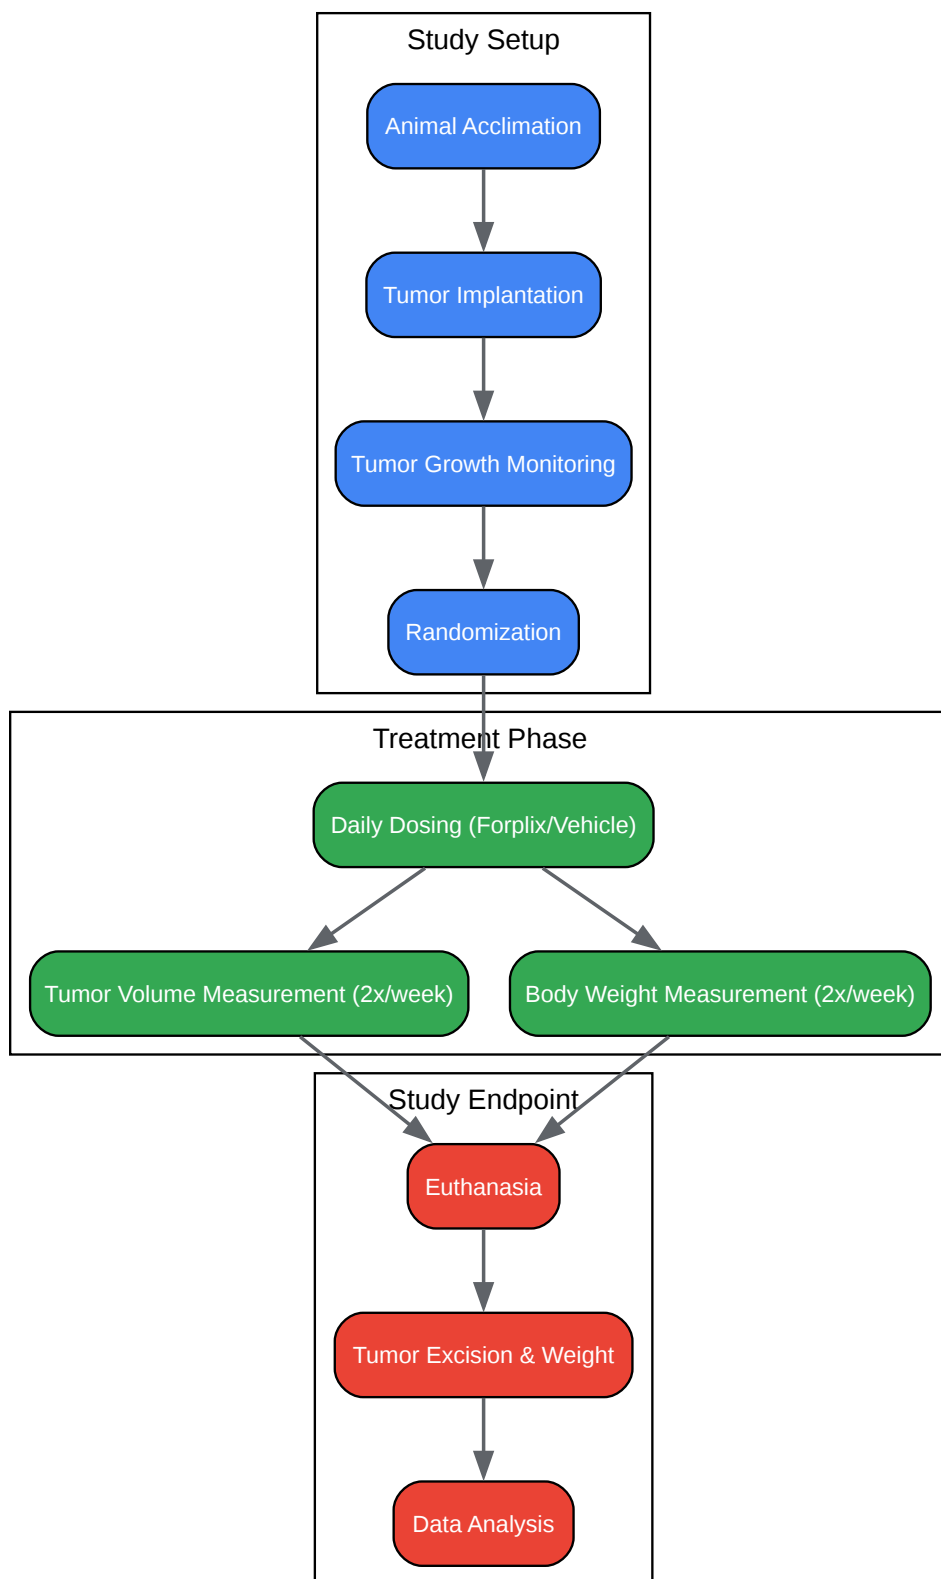 Study Setup
Animal Acclimation
Tumor Implantation
Tumor Growth Monitoring
Randomization
Treatment Phase
Daily Dosing (Forplix/Vehicle)
Tumor Volume Measurement (2x/week)
Body Weight Measurement (2x/week)
Study Endpoint
Euthanasia
Tumor Excision & Weight
Data Analysis